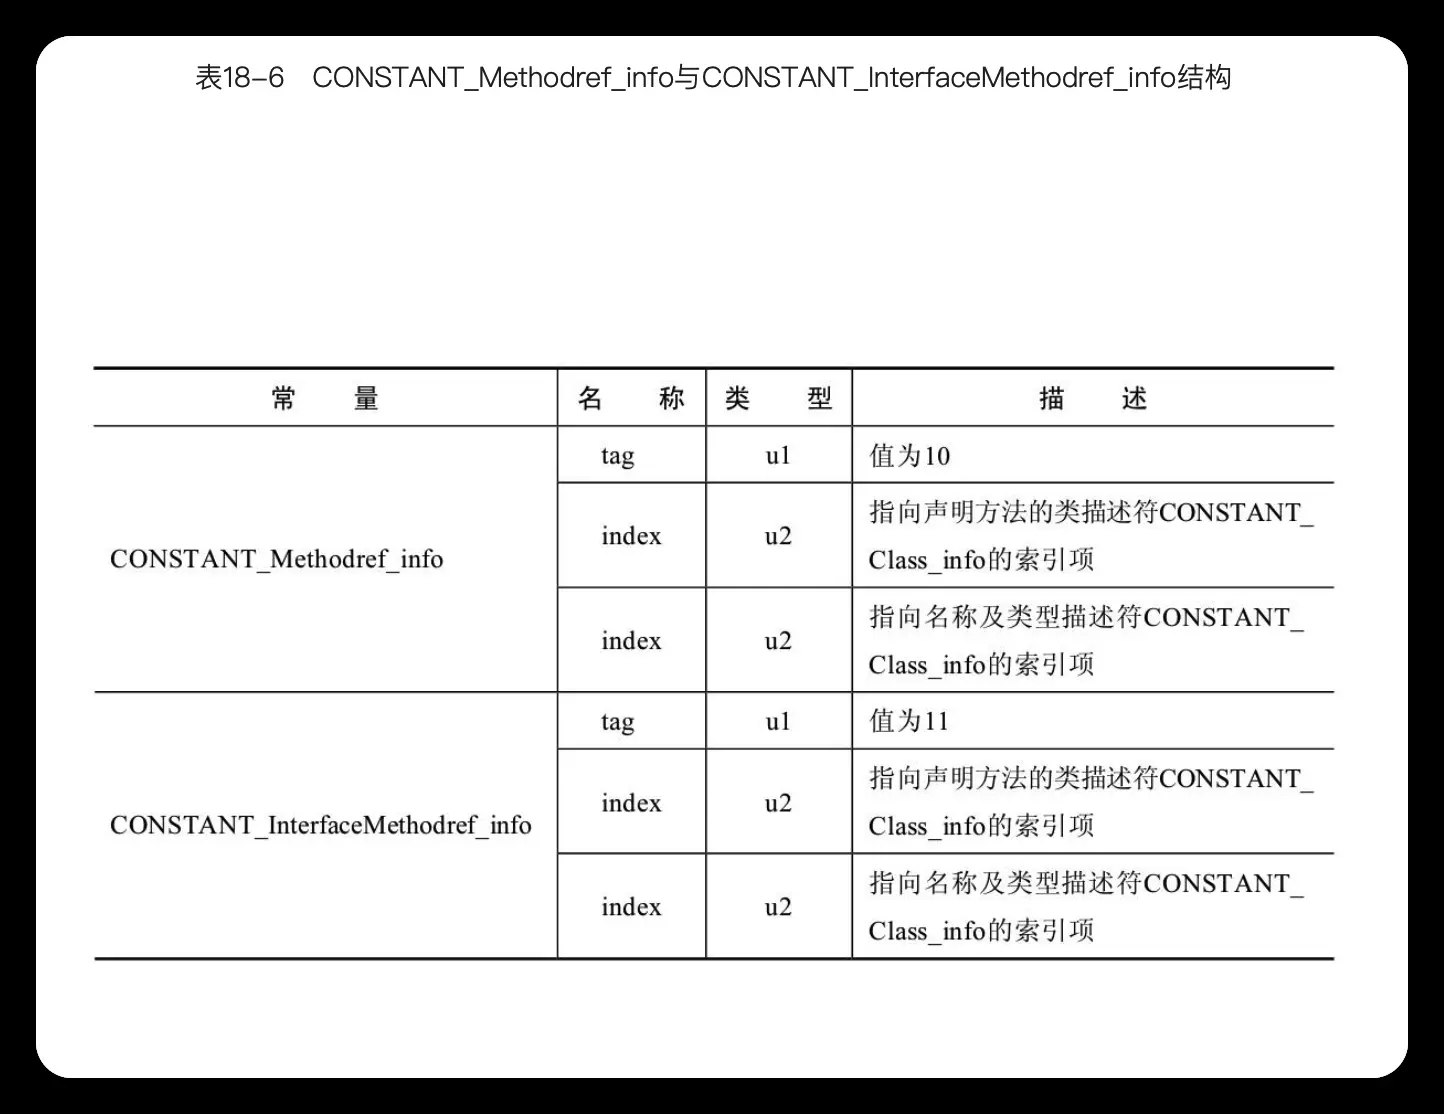 表18-6 CONSTANT_Methodref_info与CONSTANT_InterfaceMethodref_info结构
常 量 名 称 类 型 描 述
tag u1 值为10
CONSTANT_Methodref_info
index u2 指向声明方法的类描述符CONSTANT_
Class_info的索引项
index u2 指向名称及类型描述符CONSTANT_
Class_info的索引项
tag u1 值为11
CONSTANT_InterfaceMethodref_info
index u2 指向声明方法的类描述符CONSTANT_
Class_info的索引项
index u2 指向名称及类型描述符CONSTANT_
Class_info的索引项